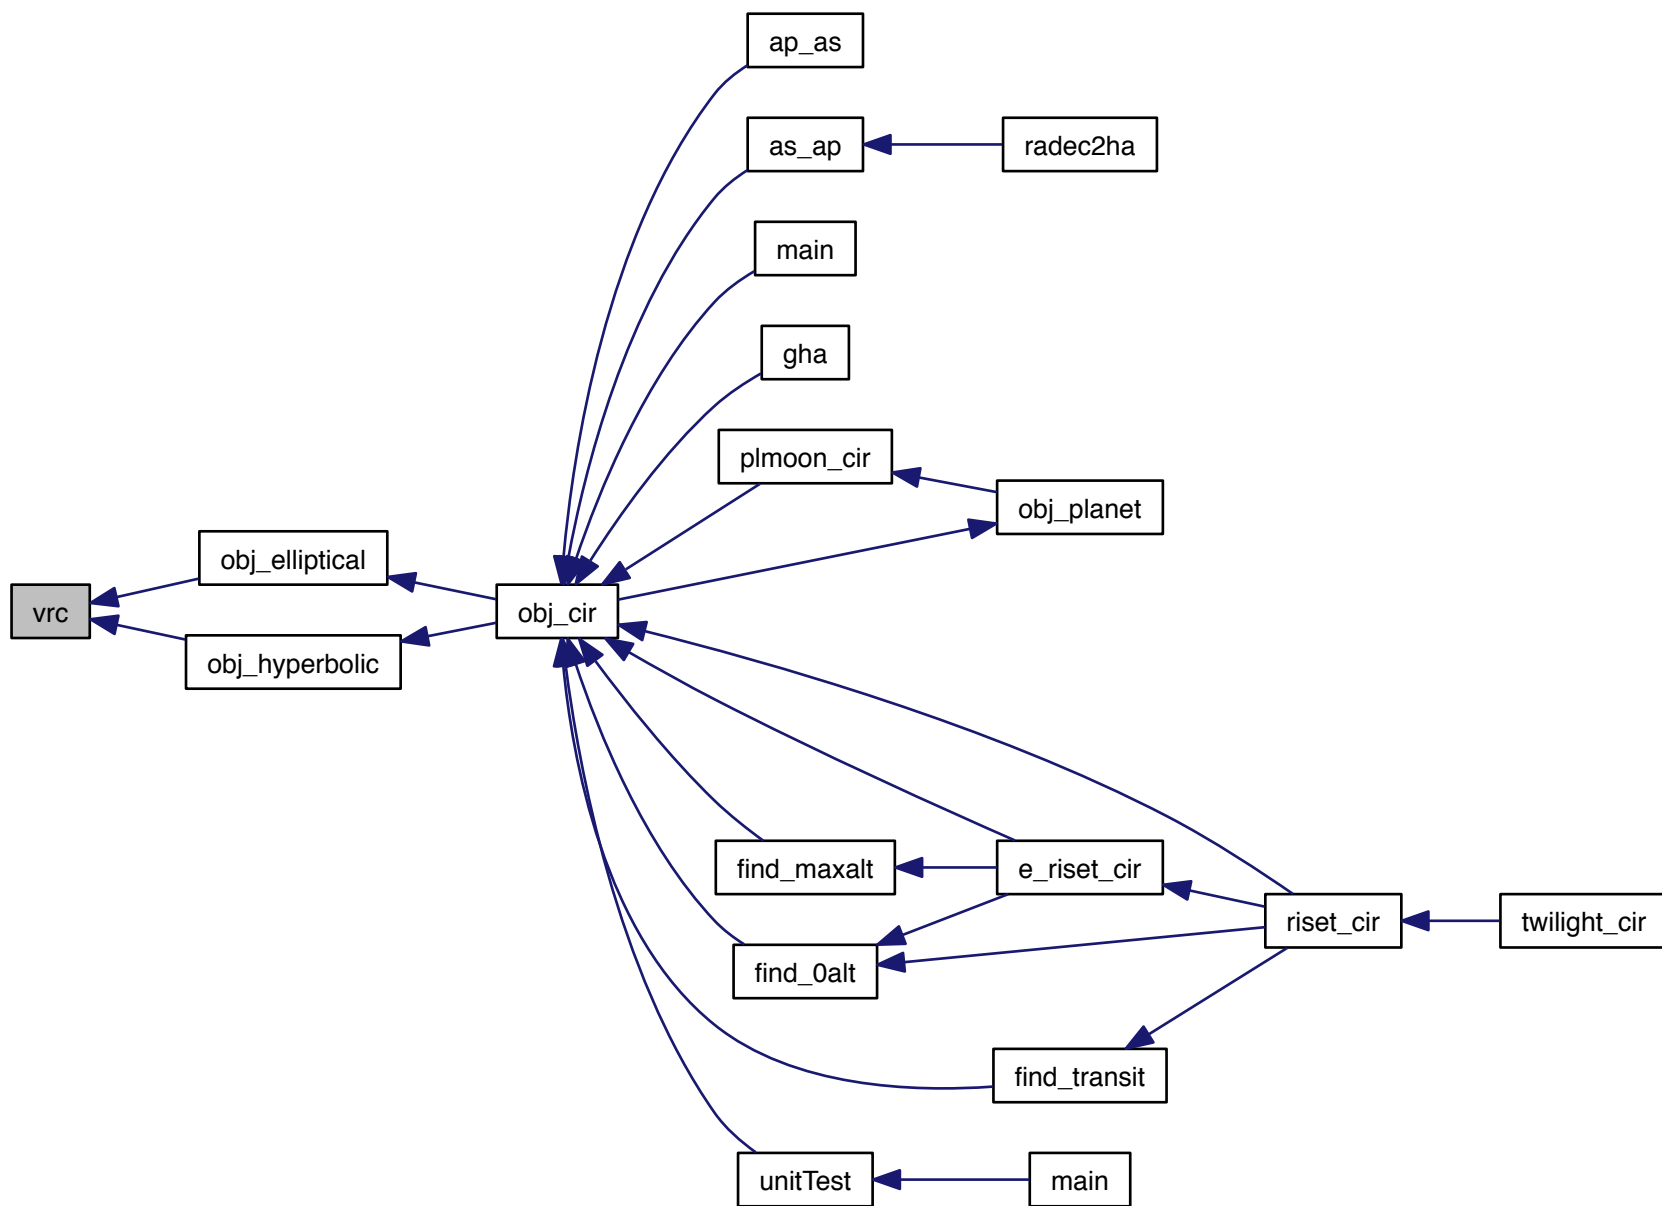 ap_as
as_ap
radec2ha
main
gha
plmoon_cir
obj_planet
obj_elliptical
vrc
obj_cir
obj_hyperbolic
find_maxalt
e_riset_cir
riset_cir
twilight_cir
find_0alt
find_transit
unitTest
main